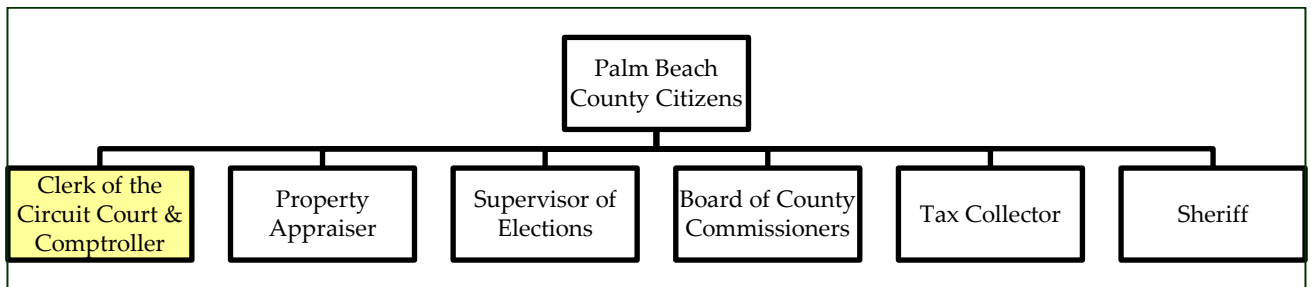 Palm Beach
County Citizens
Clerk of the
Circuit Court &
Comptroller
Property
Appraiser
Supervisor of
Elections
Board of County
Commissioners
Tax Collector
Sheriff